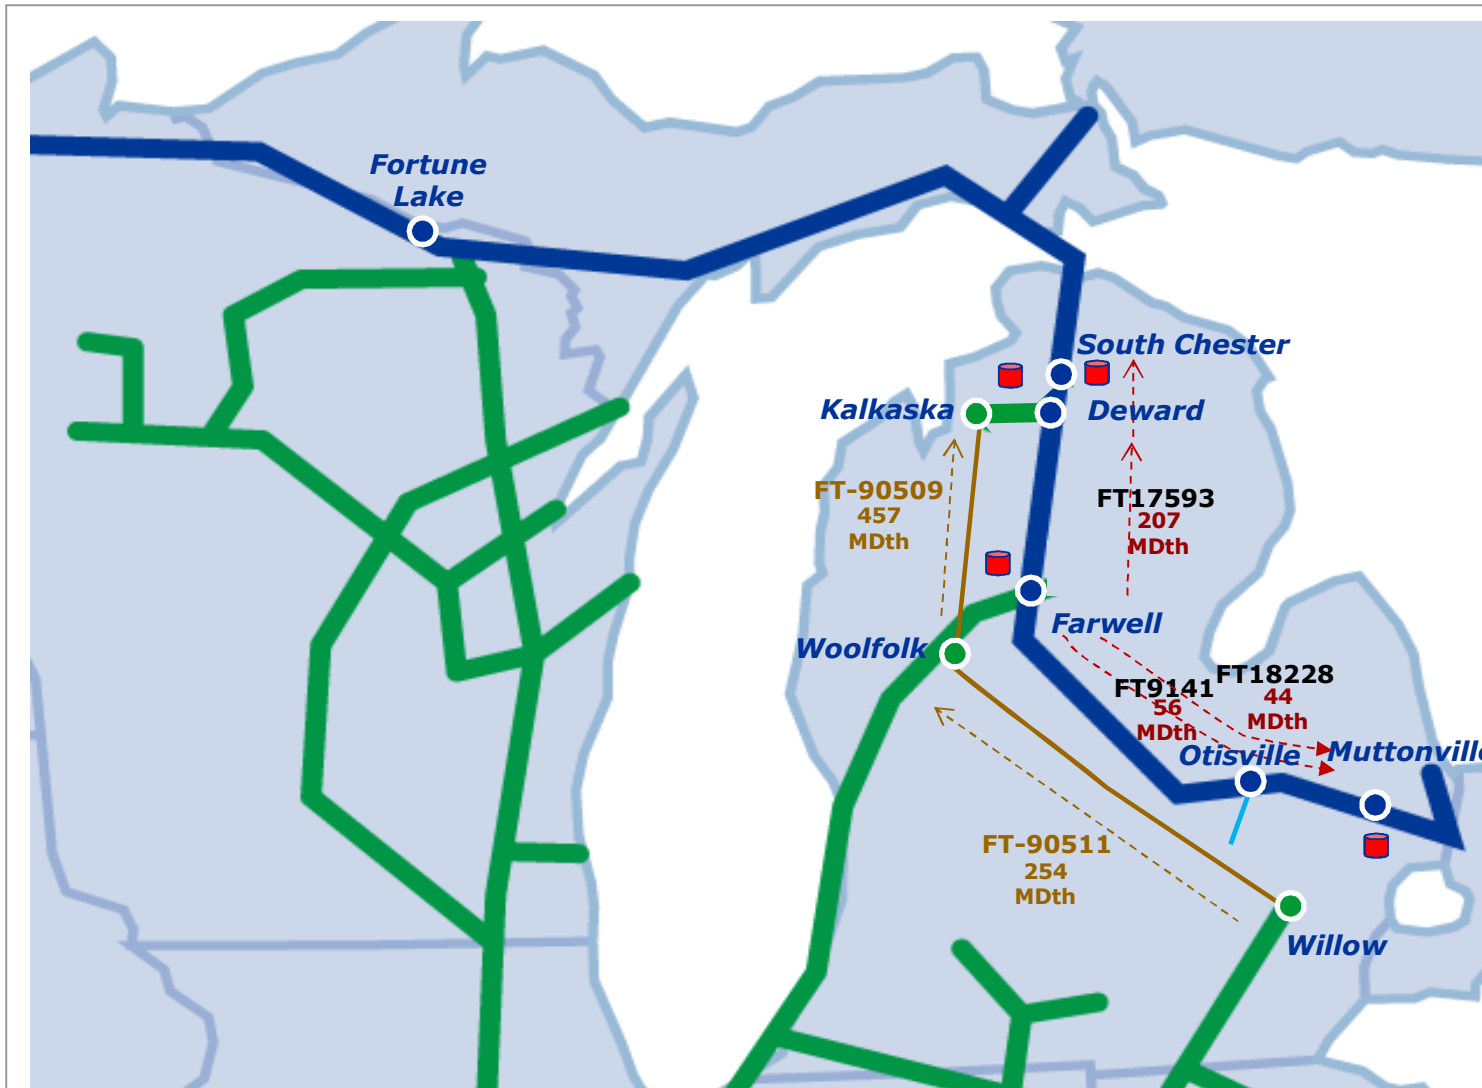 Fortune
Lake
South Chester
Kalkaska
Deward
FT-90509
457
MDth
FT17593
207
MDth
Farwell
Woolfolk
FT9141
56
MDth
FT18228
44
MDth
Otisville
Muttonville
FT-90511
254
MDth
Willow